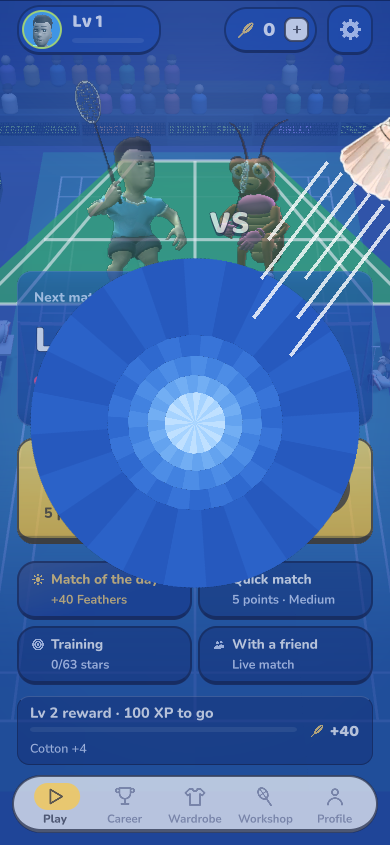 Lv 1
0
+
VS
Next
L
5
Match of the day
Quick match
+40 Feathers
5 points · Medium
Training
With a friend
0/63 stars
Live match
Lv 2 reward · 100 XP to go
+40
Cotton +4
Play
Career
Wardrobe
Workshop
Profile